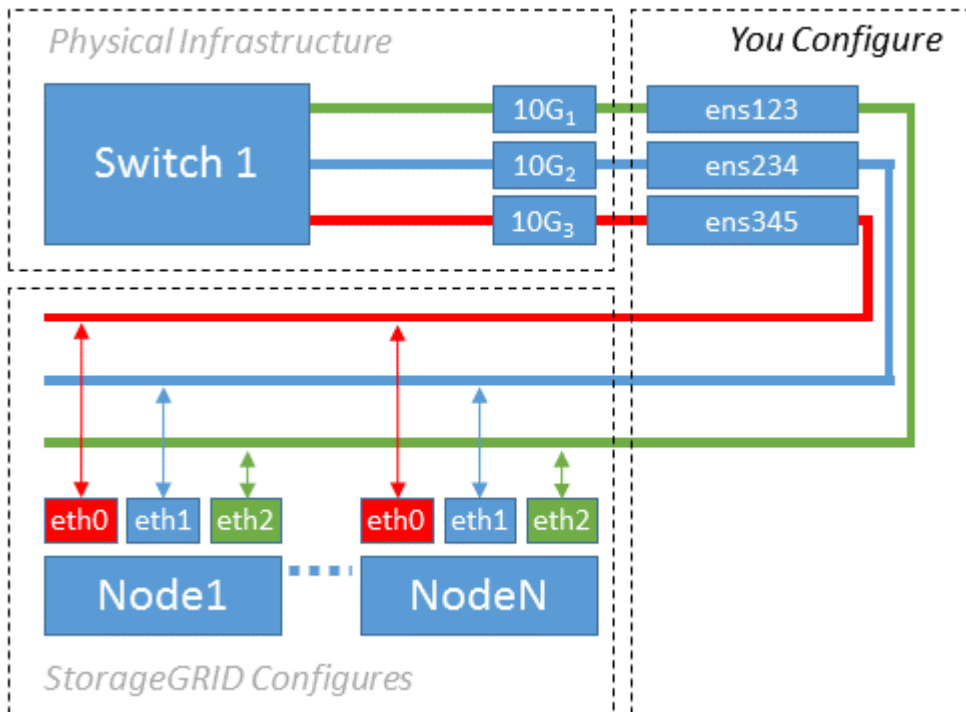 Physical Infrastructure
You Configure
Switch 1
10G₁
ens123
10G₂
ens234
10G₃
ens345
eth0
eth1
eth2
eth0
eth1
eth2
Node1
NodeN
StorageGRID Configures